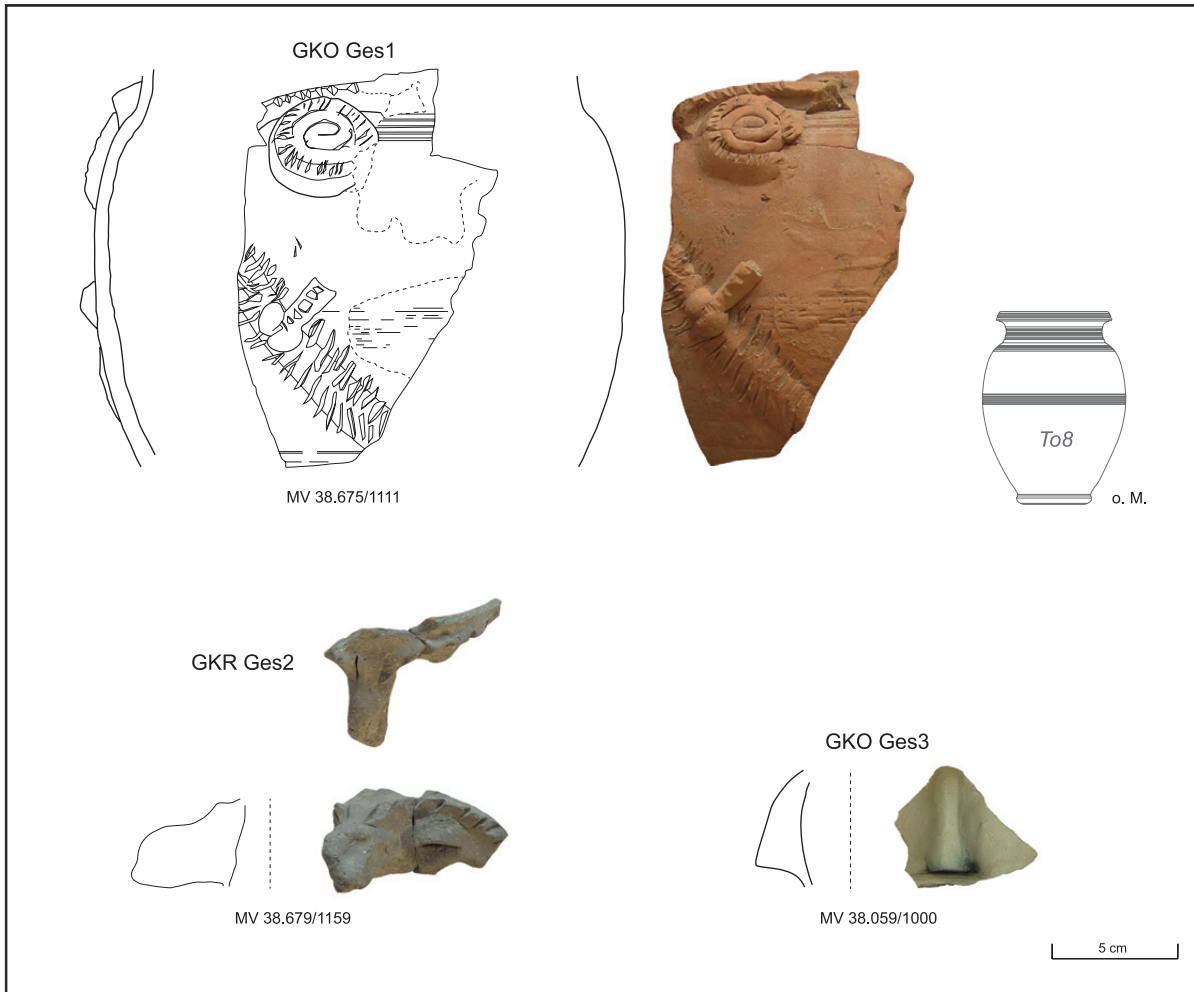 GKO Ges1
MV 38.675/1111
To8
o. M.
GKR Ges2
MV 38.679/1159
GKO Ges3
MV 38.059/1000
5 cm